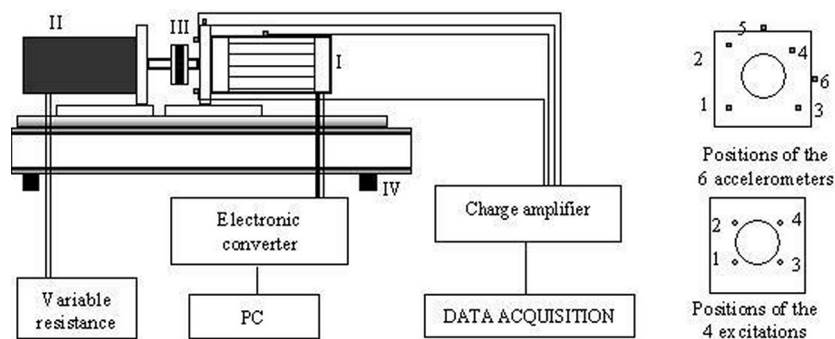 II
III
I
IV
Electronic
converter
Charge amplifier
Variable
resistance
PC
DATA ACQUISITION
5
2
4
6
1
3
Positions of the
6 accelerometers
2
4
1
3
Positions of the
4 excitations